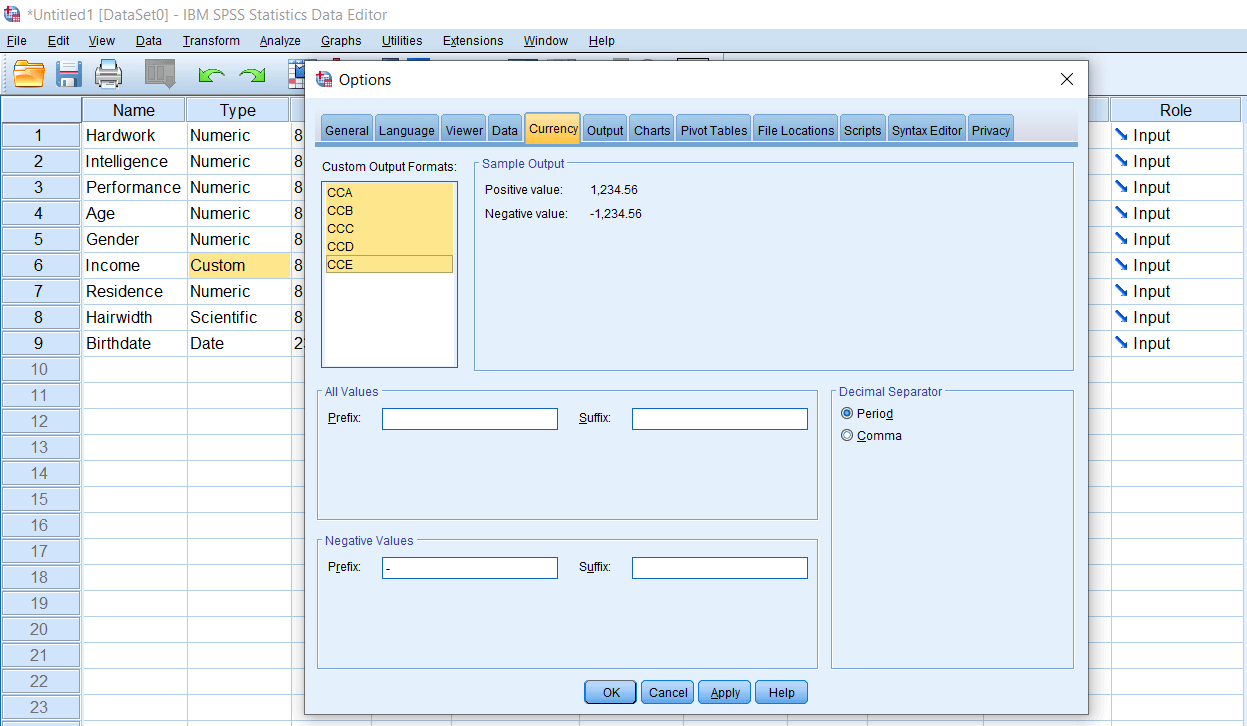 *Untitled1 [DataSet0] - IBM SPSS Statistics Data Editor
File Edit View Data Transform Analyze Graphs Utilities Extensions Window Help
Options
Name Type Role
General Language Viewer Data Currency Output Charts Pivot Tables File Locations Scripts Syntax Editor Privacy
1 Hardwork Numeric 8 Input
2 Intelligence Numeric 8 Input
3 Performance Numeric 8 Input
4 Age Numeric 8 Input
5 Gender Numeric 8 Input
6 Income Custom 8 Input
7 Residence Numeric 8 Input
8 Hairwidth Scientific 8 Input
9 Birthdate Date 2 Input
10
11
12
13
14
15
16
17
18
19
20
21
22
23
Custom Output Formats:
CCA
CCB
CCC
CCD
CCE
Sample Output
Positive value: 1,234.56
Negative value: -1,234.56
All Values
Prefix: Suffix:
Decimal Separator
Period
Comma
Negative Values
Prefix: - Suffix:
OK Cancel Apply Help